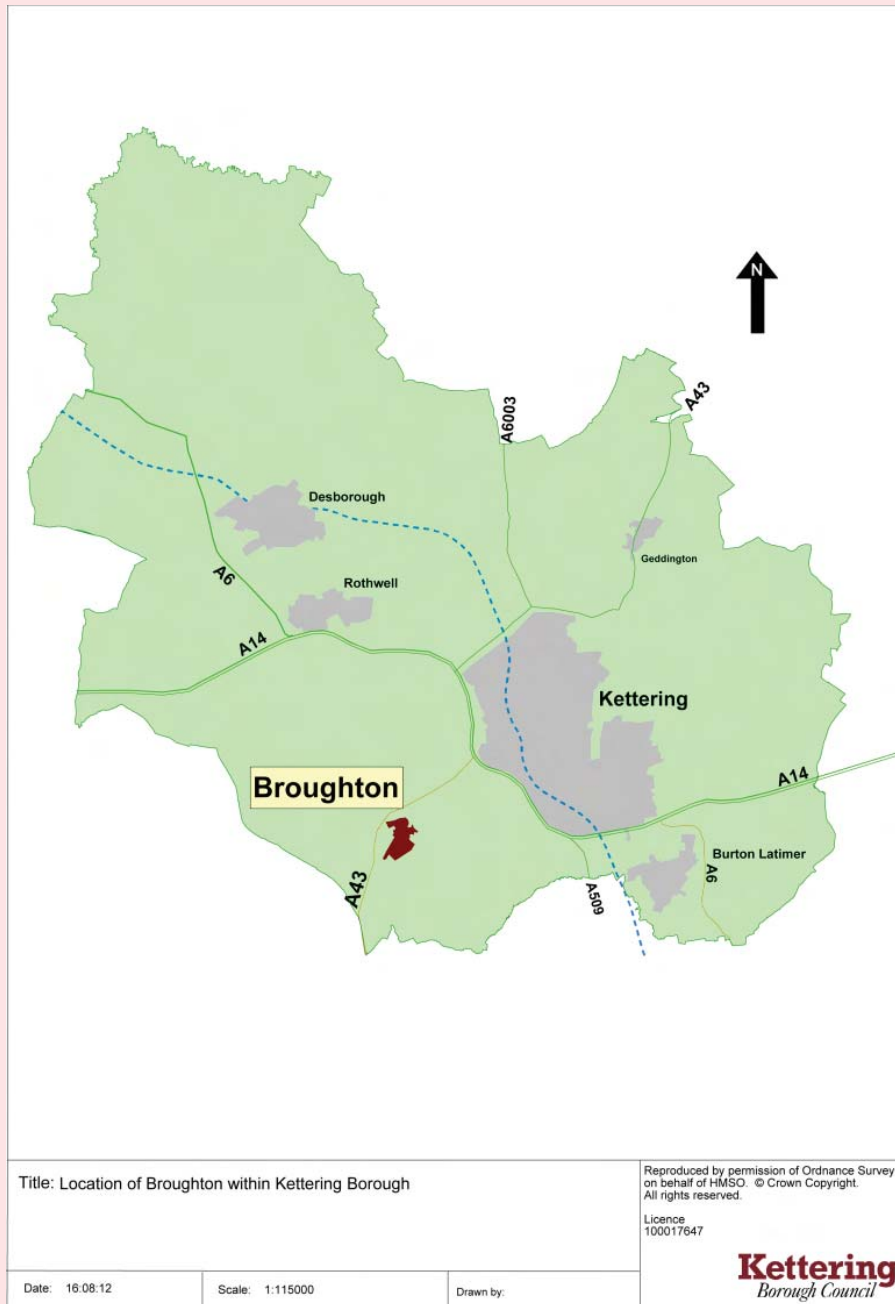 N
A6003
A43
Desborough
Geddington
A6
Rothwell
A14
Kettering
Broughton
A14
Burton Latimer
A43
A509
A6
Title: Location of Broughton within Kettering Borough
Reproduced by permission of Ordnance Survey
on behalf of HMSO. © Crown Copyright.
All rights reserved.
Licence
100017647
Date: 16:08:12
Scale: 1:115000
Drawn by:
Kettering
Borough Council